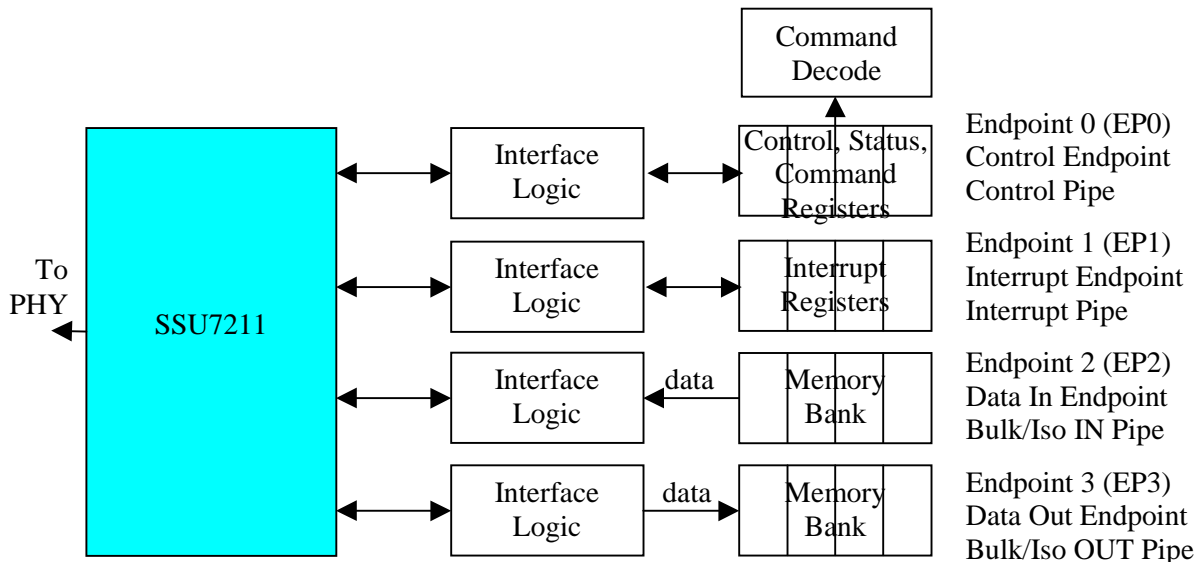 Command
Decode
Interface
Logic
Control, Status,
Command
Registers
Endpoint 0 (EP0)
Control Endpoint
Control Pipe
To
PHY
SSU7211
Interface
Logic
Interrupt
Registers
Endpoint 1 (EP1)
Interrupt Endpoint
Interrupt Pipe
Interface
Logic
data
Memory
Bank
Endpoint 2 (EP2)
Data In Endpoint
Bulk/Iso IN Pipe
Interface
Logic
data
Memory
Bank
Endpoint 3 (EP3)
Data Out Endpoint
Bulk/Iso OUT Pipe